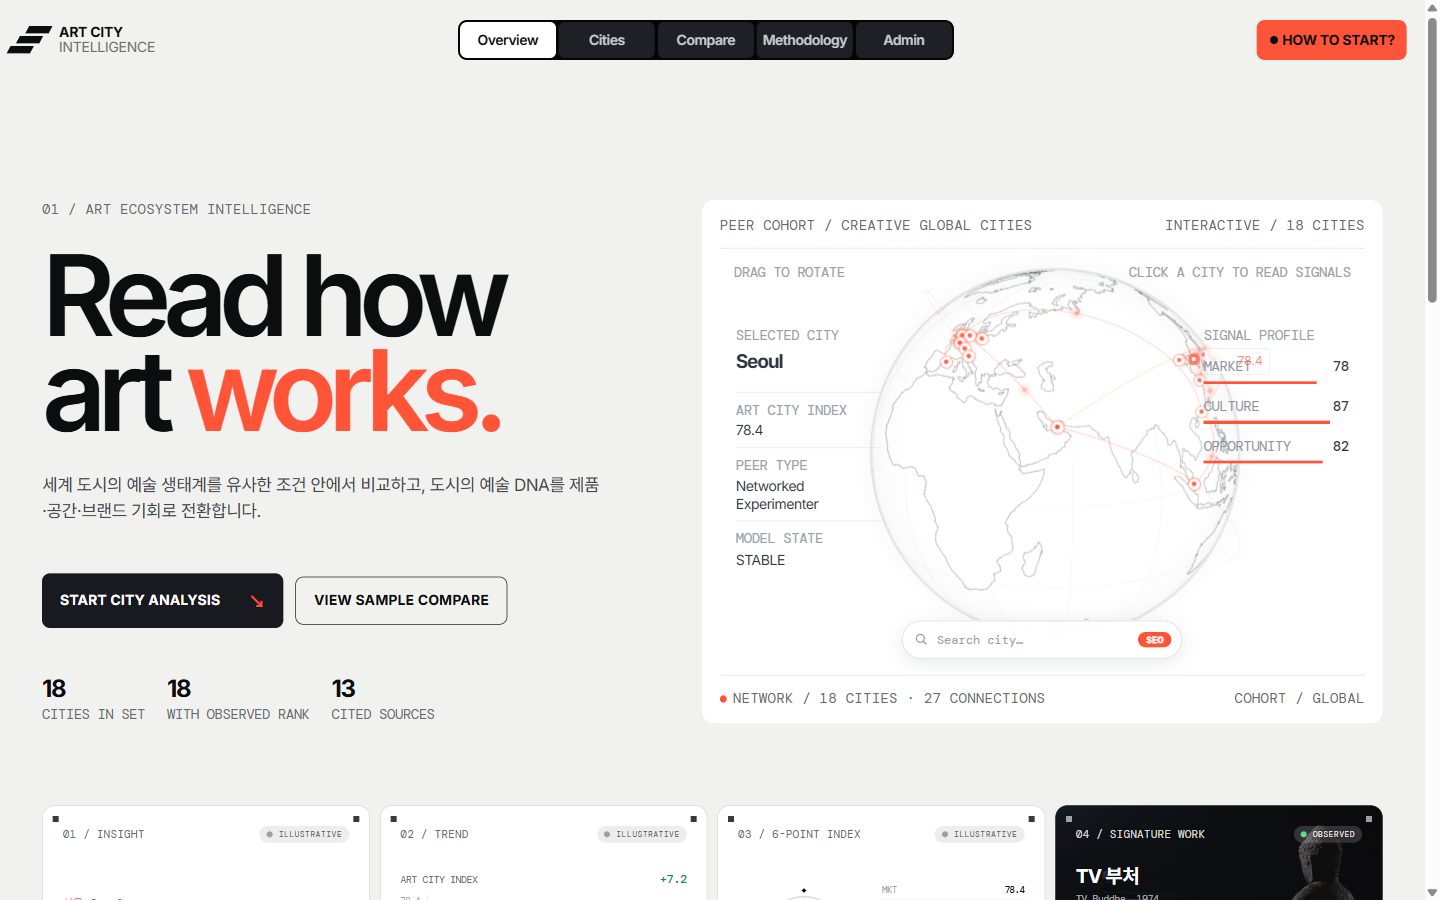 ART CITY
INTELLIGENCE
Overview
Cities
Compare
Methodology
Admin
HOW TO START?
01 / ART ECOSYSTEM INTELLIGENCE
Read how
art works.
세계 도시의 예술 생태계를 유사한 조건 안에서 비교하고, 도시의 예술 DNA를 제품
·공간·브랜드 기회로 전환합니다.
START CITY ANALYSIS ↘
VIEW SAMPLE COMPARE
18
CITIES IN SET
18
WITH OBSERVED RANK
13
CITED SOURCES
PEER COHORT / CREATIVE GLOBAL CITIES
INTERACTIVE / 18 CITIES
DRAG TO ROTATE
CLICK A CITY TO READ SIGNALS
SELECTED CITY
Seoul
ART CITY INDEX
78.4
PEER TYPE
Networked
Experimenter
MODEL STATE
STABLE
SIGNAL PROFILE
78.4
MARKET 78
CULTURE 87
OPPORTUNITY 82
Search city…
SEO
NETWORK / 18 CITIES · 27 CONNECTIONS
COHORT / GLOBAL
01 / INSIGHT
ILLUSTRATIVE
02 / TREND
ILLUSTRATIVE
ART CITY INDEX
+7.2
03 / 6-POINT INDEX
ILLUSTRATIVE
MKT 78.4
04 / SIGNATURE WORK
OBSERVED
TV 부처
TV Buddha, 1974